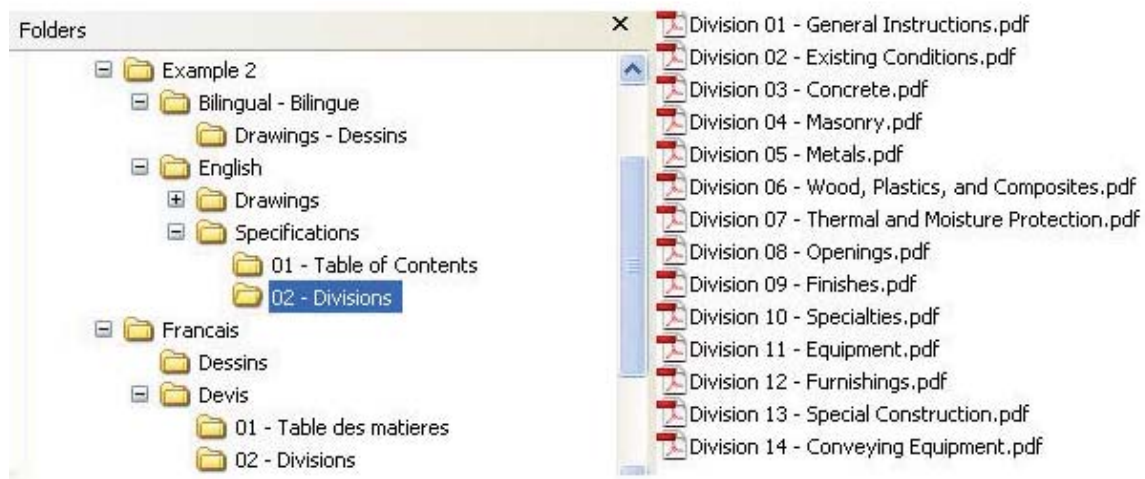 Folders
Example 2
Bilingual - Bilingue
Drawings - Dessins
English
Drawings
Specifications
01 - Table of Contents
02 - Divisions
Francais
Dessins
Devis
01 - Table des matieres
02 - Divisions
Division 01 - General Instructions.pdf
Division 02 - Existing Conditions.pdf
Division 03 - Concrete.pdf
Division 04 - Masonry.pdf
Division 05 - Metals.pdf
Division 06 - Wood, Plastics, and Composites.pdf
Division 07 - Thermal and Moisture Protection.pdf
Division 08 - Openings.pdf
Division 09 - Finishes.pdf
Division 10 - Specialties.pdf
Division 11 - Equipment.pdf
Division 12 - Furnishings.pdf
Division 13 - Special Construction.pdf
Division 14 - Conveying Equipment.pdf